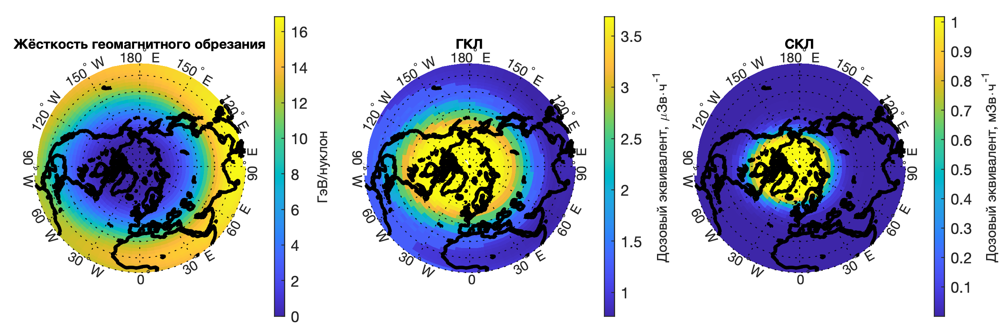 Жёсткость геомагнитного обрезания
180° E
150° E
120° E
90° E
60° E
30° E
0°
30° W
60° W
90° W
120° W
150° W
16
14
12
10
8
6
4
2
0
ГэВ/нуклон
ГКЛ
180° E
150° E
120° E
90° E
60° E
30° E
0°
30° W
60° W
90° W
120° W
150° W
3.5
3
2.5
2
1.5
1
Дозовый эквивалент, μЗв·ч⁻¹
СКЛ
180° E
150° E
120° E
90° E
60° E
30° E
0°
30° W
60° W
90° W
120° W
150° W
1
0.9
0.8
0.7
0.6
0.5
0.4
0.3
0.2
0.1
Дозовый эквивалент, мЗв·ч⁻¹